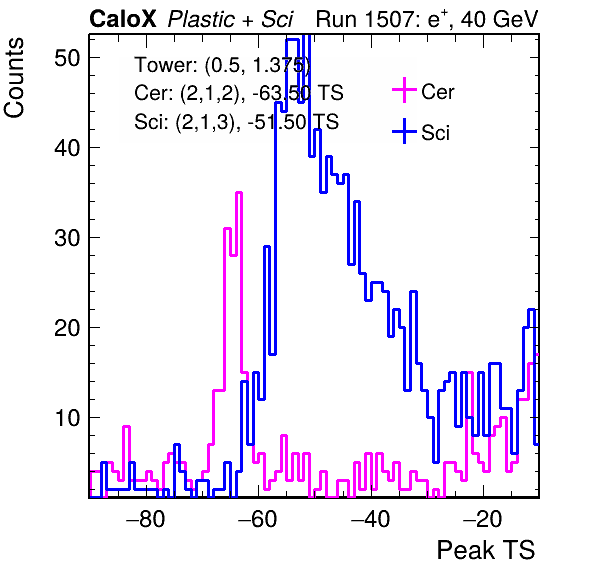 CaloX Plastic + Sci Run 1507: e+, 40 GeV
Counts
Tower: (0.5, 1.375)
Cer: (2,1,2), -63.50 TS
Sci: (2,1,3), -51.50 TS
Cer
Sci
50
40
30
20
10
−80 −60 −40 −20
Peak TS